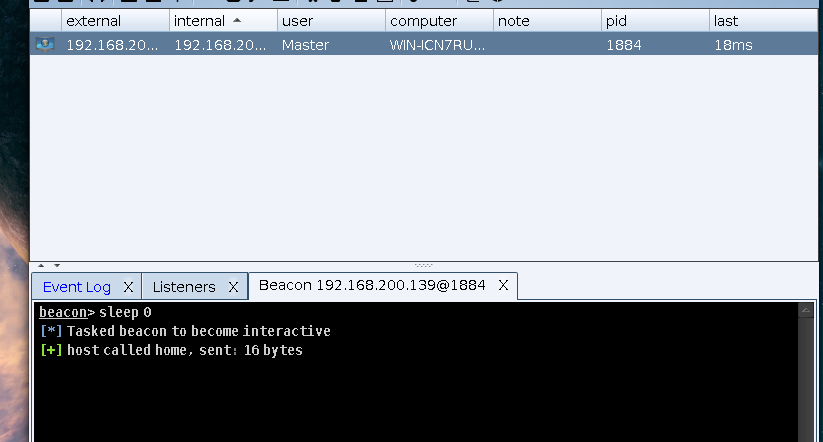 external internal user computer note pid last
192.168.20... 192.168.20... Master WIN-ICN7RU... 1884 18ms
Event Log X Listeners X Beacon 192.168.200.139@1884 X
beacon> sleep 0
[*] Tasked beacon to become interactive
[+] host called home, sent: 16 bytes